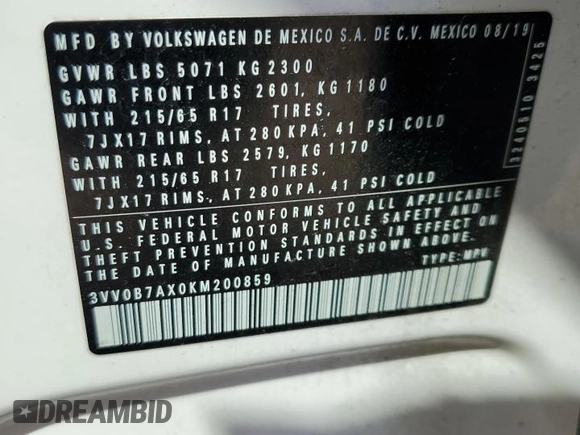 MFD BY VOLKSWAGEN DE MEXICO S.A. DE C.V. MEXICO 08/19
GVWR LBS 5071 KG 2300
GAWR FRONT LBS 2601, KG 1180
WITH 215/65 R17 TIRES,
7JX17 RIMS, AT 280 KPA, 41 PSI COLD
GAWR REAR LBS 2579, KG 1170
WITH 215/65 R17 TIRES,
7JX17 RIMS, AT 280 KPA, 41 PSI COLD
THIS VEHICLE CONFORMS TO ALL APPLICABLE
U.S. FEDERAL MOTOR VEHICLE SAFETY AND
THEFT PREVENTION STANDARDS IN EFFECT ON
THE DATE OF MANUFACTURE SHOWN ABOVE.
3VV0B7AX0KM200859 TYPE: MPV
3240510 3425
DREAMBID